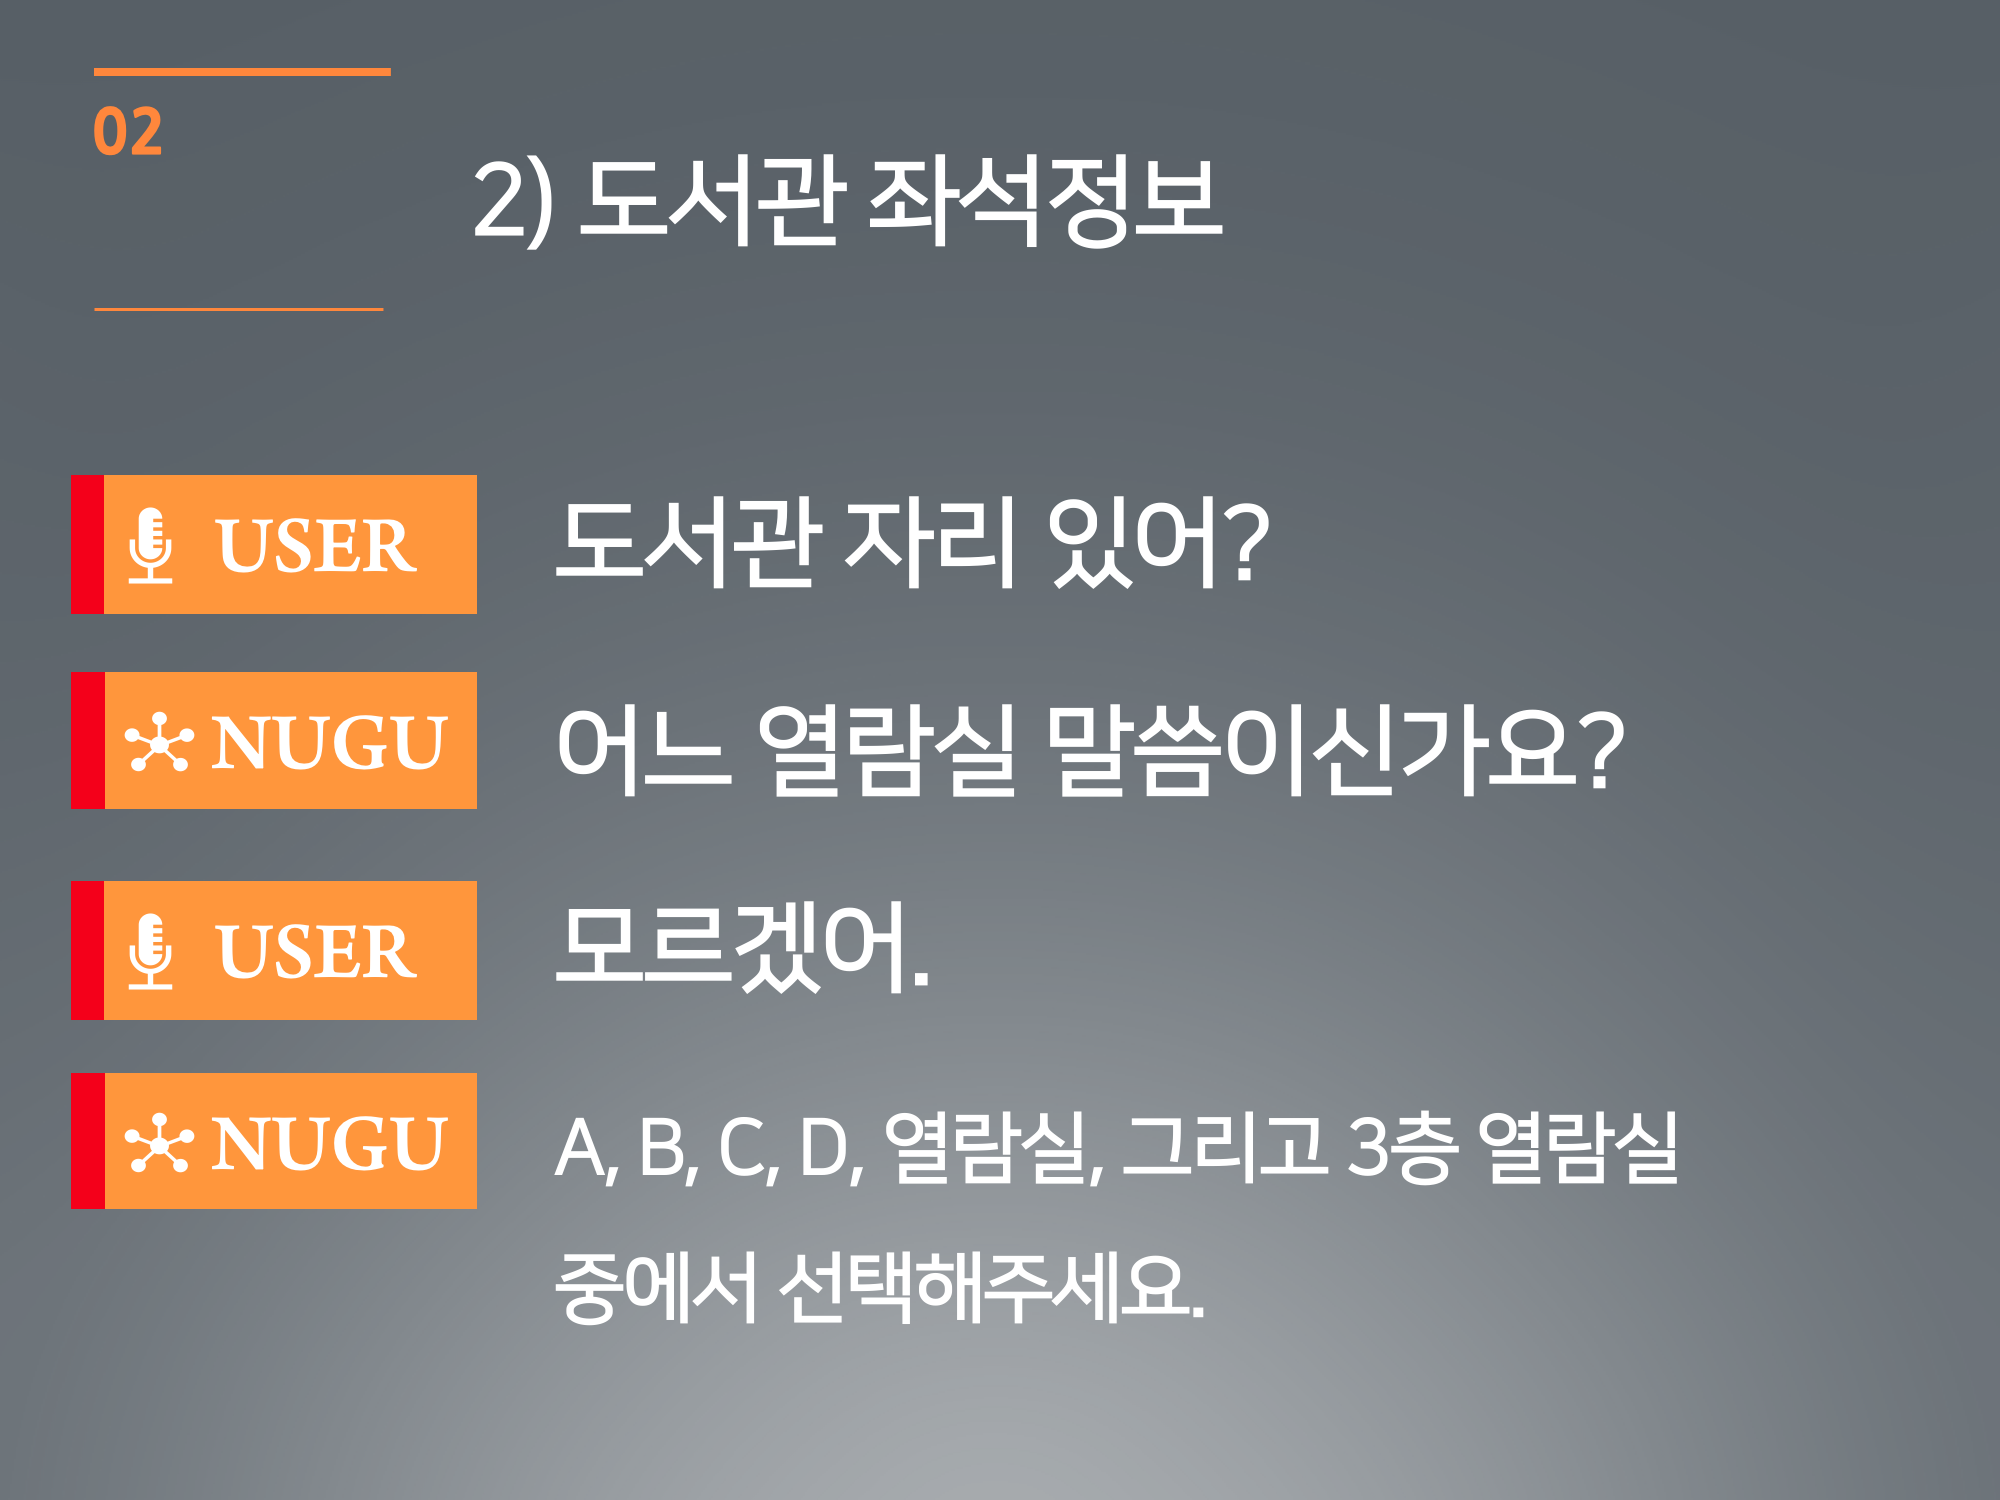 02
2) 도서관 좌석정보
USER
도서관 자리 있어?
NUGU
어느 열람실 말씀이신가요?
USER
모르겠어.
NUGU
A, B, C, D, 열람실, 그리고 3층 열람실
중에서 선택해주세요.